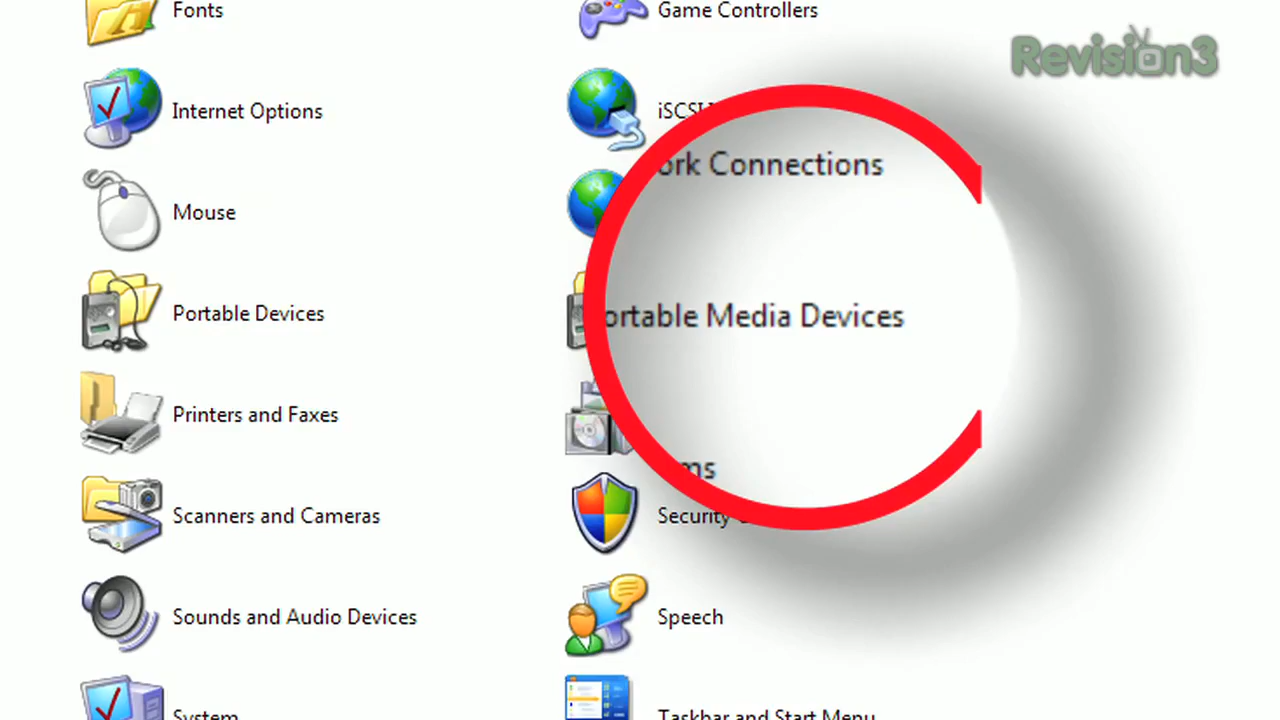 Fonts
Game Controllers
Revision3
Internet Options
iSCSI
ork Connections
Mouse
Portable Devices
ortable Media Devices
Printers and Faxes
ms
Scanners and Cameras
Security
Sounds and Audio Devices
Speech
System
Taskbar and Start Menu